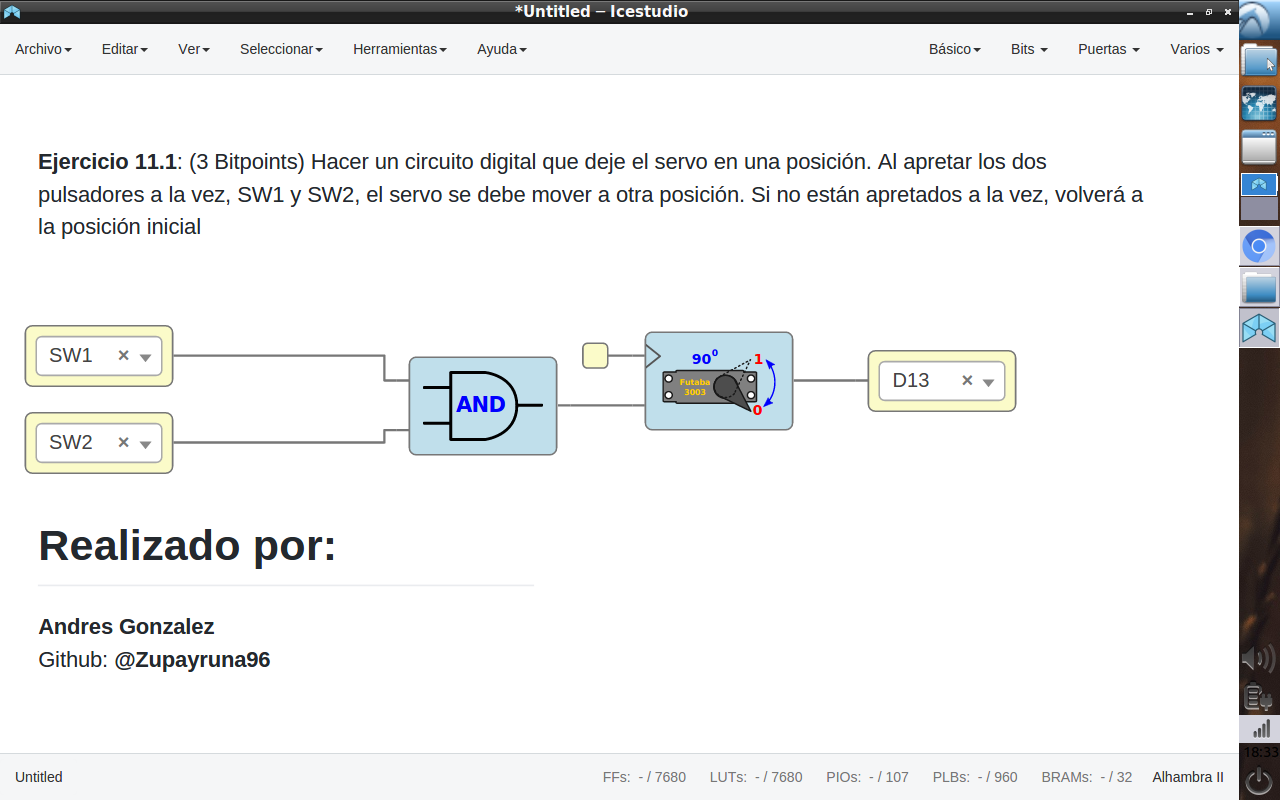 *Untitled ─ Icestudio
Archivo Editar Ver Seleccionar Herramientas Ayuda Básico Bits Puertas Varios
Ejercicio 11.1: (3 Bitpoints) Hacer un circuito digital que deje el servo en una posición. Al apretar los dos
pulsadores a la vez, SW1 y SW2, el servo se debe mover a otra posición. Si no están apretados a la vez, volverá a
la posición inicial
SW1 ×
SW2 ×
AND
90⁰
1
Futaba
3003
0
D13 ×
Realizado por:
Andres Gonzalez
Github: @Zupayruna96
Untitled FFs: - / 7680 LUTs: - / 7680 PIOs: - / 107 PLBs: - / 960 BRAMs: - / 32 Alhambra II
18:33